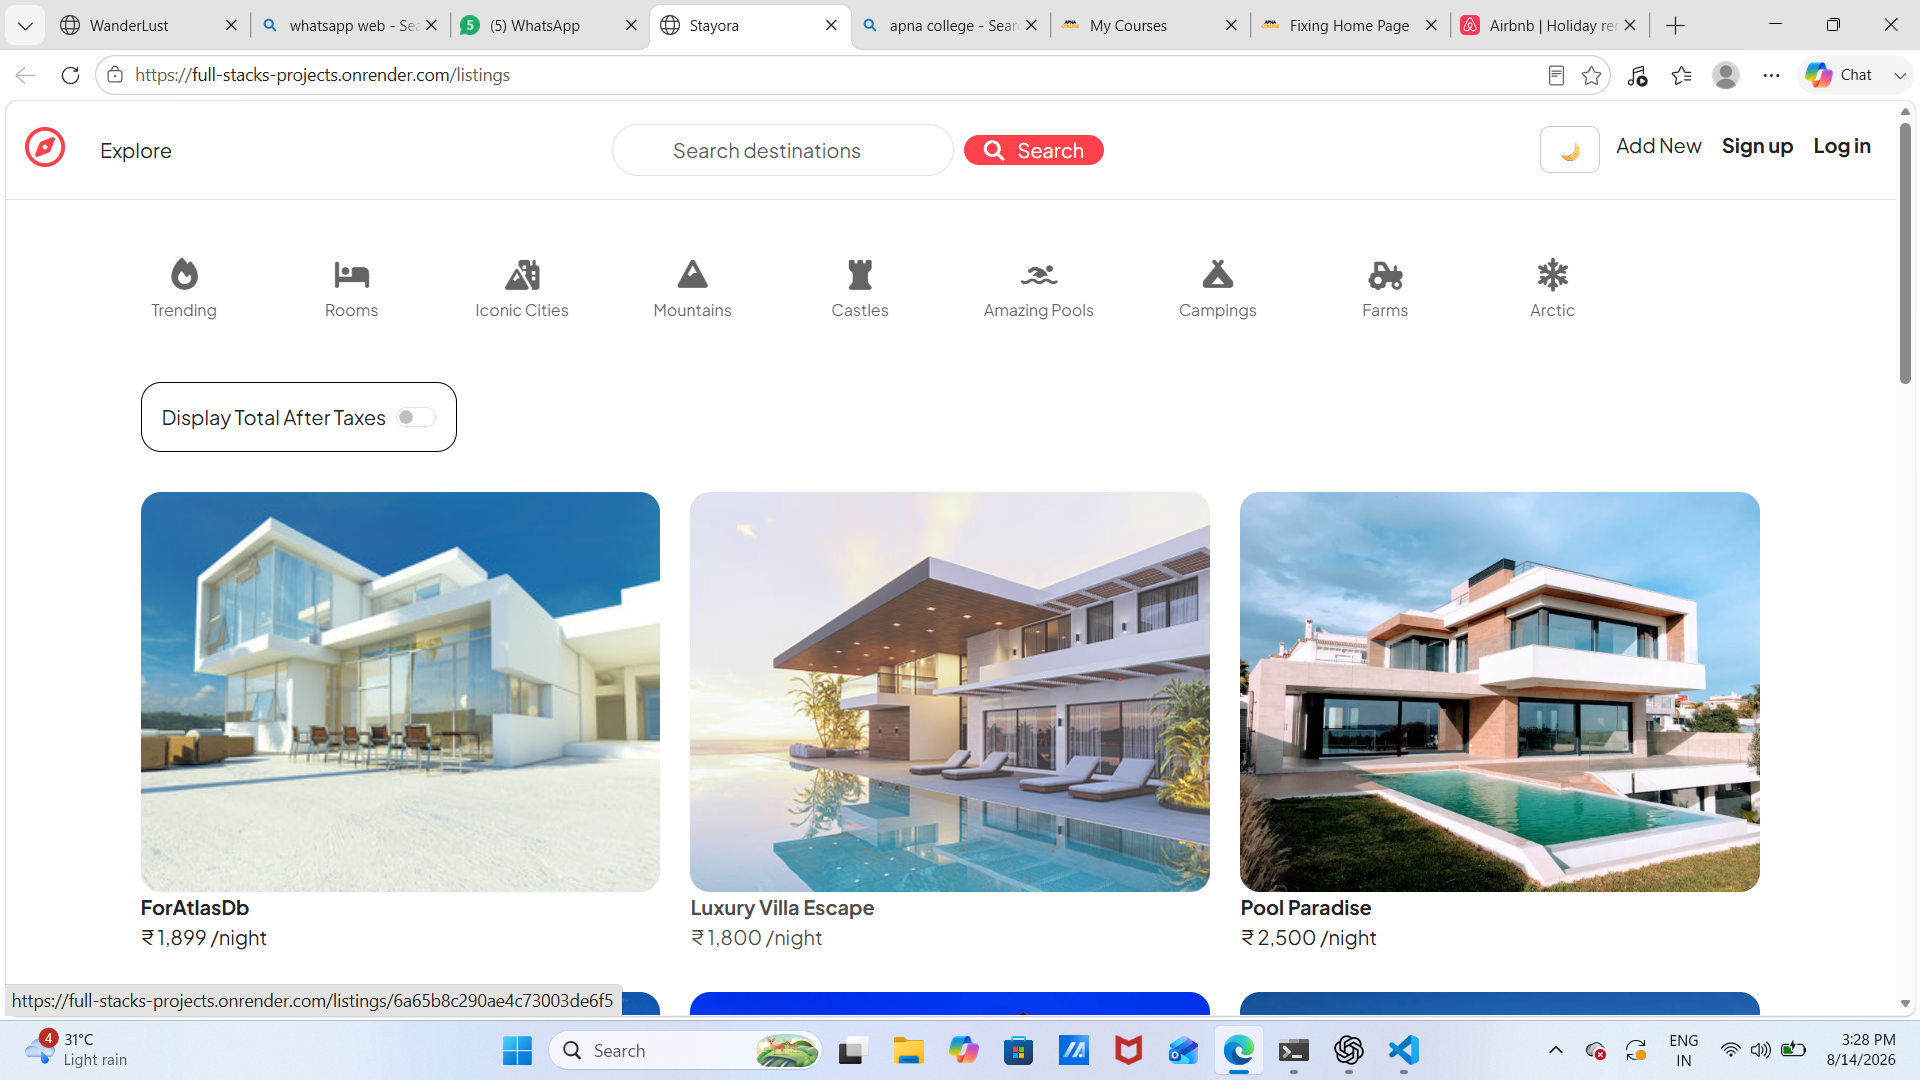 WanderLust
whatsapp web - Sea
5 (5) WhatsApp
Stayora
apna college - Searc
My Courses
Fixing Home Page
Airbnb | Holiday ren
https://full-stacks-projects.onrender.com/listings
Chat
Explore
Search destinations
Search
Add New
Sign up
Log in
Trending
Rooms
Iconic Cities
Mountains
Castles
Amazing Pools
Campings
Farms
Arctic
Display Total After Taxes
ForAtlasDb
₹ 1,899 /night
Luxury Villa Escape
₹ 1,800 /night
Pool Paradise
₹ 2,500 /night
https://full-stacks-projects.onrender.com/listings/6a65b8c290ae4c73003de6f5
4
31°C
Light rain
Search
ENG
IN
3:28 PM
8/14/2026